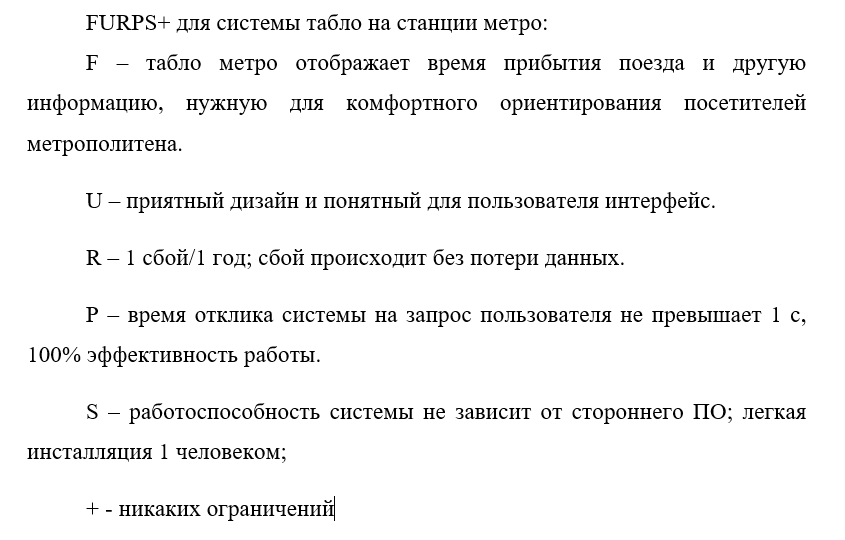 FURPS+ для системы табло на станции метро:
F – табло метро отображает время прибытия поезда и другую
информацию, нужную для комфортного ориентирования посетителей
метрополитена.
U – приятный дизайн и понятный для пользователя интерфейс.
R – 1 сбой/1 год; сбой происходит без потери данных.
P – время отклика системы на запрос пользователя не превышает 1 с,
100% эффективность работы.
S – работоспособность системы не зависит от стороннего ПО; легкая
инсталляция 1 человеком;
+ - никаких ограничений